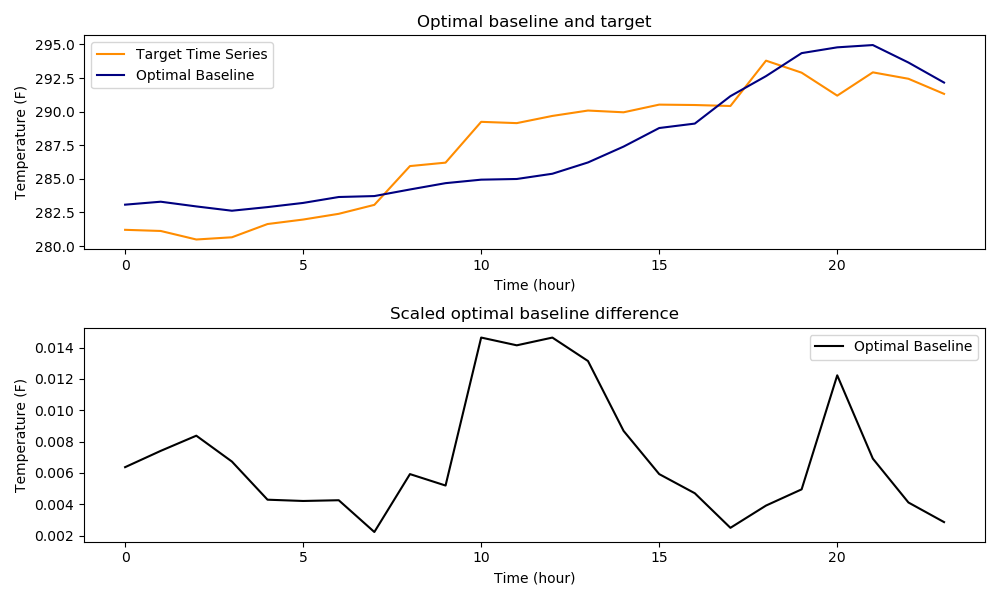 Optimal baseline and target
295.0
292.5
290.0
287.5
285.0
282.5
280.0
Temperature (F)
Target Time Series
Optimal Baseline
0 5 10 15 20
Time (hour)
Scaled optimal baseline difference
0.014
0.012
0.010
0.008
0.006
0.004
0.002
Temperature (F)
Optimal Baseline
0 5 10 15 20
Time (hour)